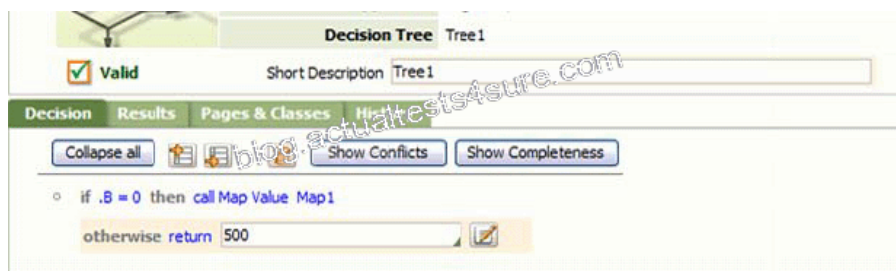 Decision Tree Tree1
Valid Short Description Tree1
Decision Results Pages & Classes
Collapse all Show Conflicts Show Completeness
if .B = 0 then call Map Value Map1
otherwise return 500
blog.actualtests4sure.com